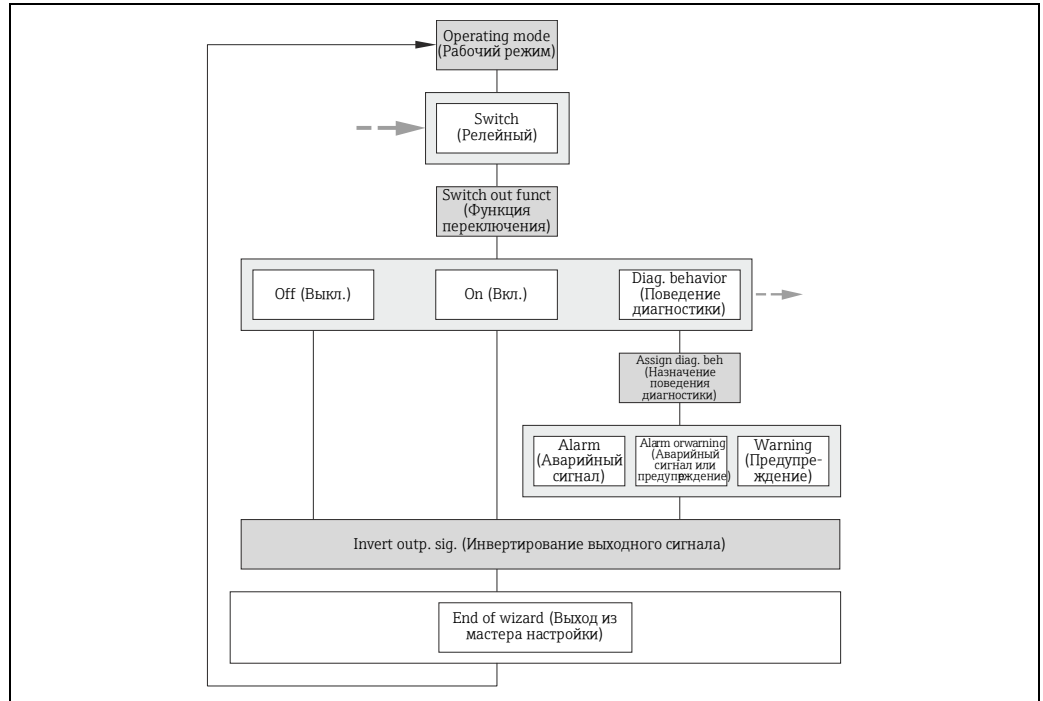 Operating mode
(Рабочий режим)
Switch
(Релейный)
Switch out funct
(Функция
переключения)
Off (Выкл.)
On (Вкл.)
Diag. behavior
(Поведение
диагностики)
Assign diag. beh
(Назначение
поведения
диагностики)
Alarm
(Аварийный
сигнал)
Alarm orwarning
(Аварийный
сигнал или
предупреждение)
Warning
(Предупре-
ждение)
Invert outp. sig. (Инвертирование выходного сигнала)
End of wizard (Выход из
мастера настройки)